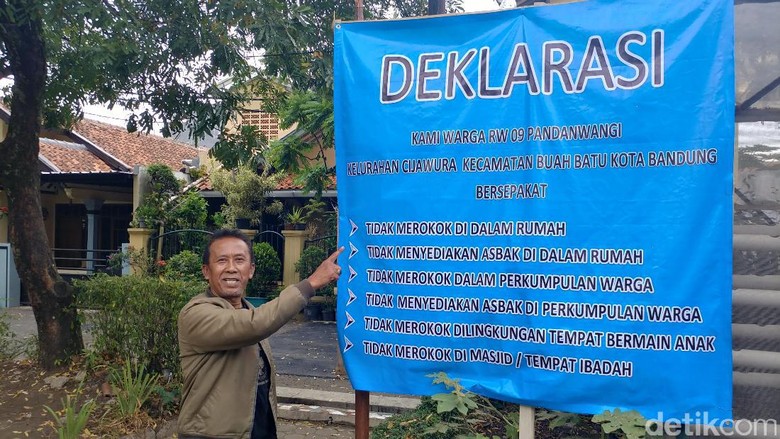 DEKLARASI
KAMI WARGA RW 09 PANDANWANGI
KELURAHAN CIJAWURA KECAMATAN BUAH BATU KOTA BANDUNG
BERSEPAKAT
TIDAK MEROKOK DI DALAM RUMAH
TIDAK MENYEDIAKAN ASBAK DI DALAM RUMAH
TIDAK MEROKOK DALAM PERKUMPULAN WARGA
TIDAK MENYEDIAKAN ASBAK DI PERKUMPULAN WARGA
TIDAK MEROKOK DILINGKUNGAN TEMPAT BERMAIN ANAK
TIDAK MEROKOK DI MASJID / TEMPAT IBADAH
detikcom